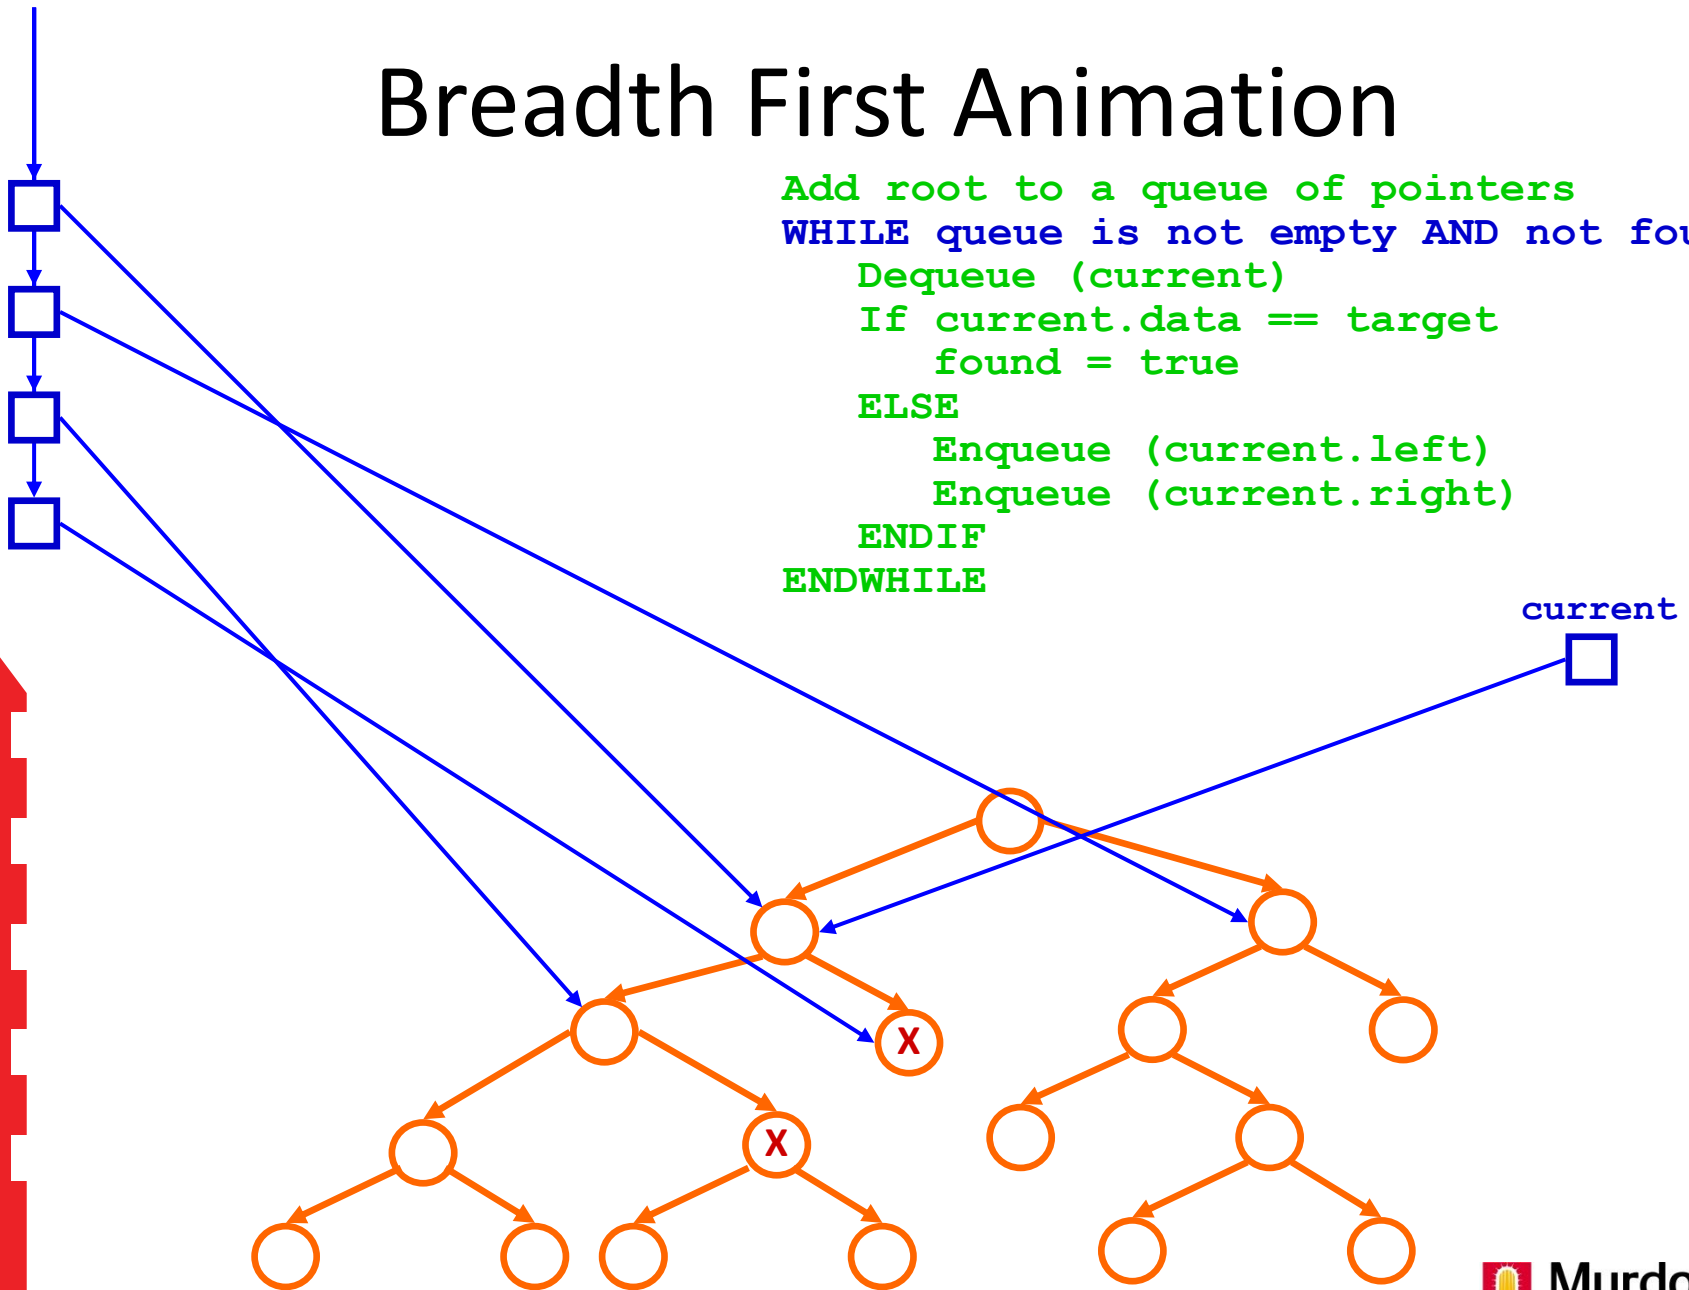 Breadth First Animation
Add root to a queue of pointers
WHILE queue is not empty AND not fou
Dequeue (current)
If current.data == target
found = true
ELSE
Enqueue (current.left)
Enqueue (current.right)
ENDIF
ENDWHILE
current
X
X
Murdo